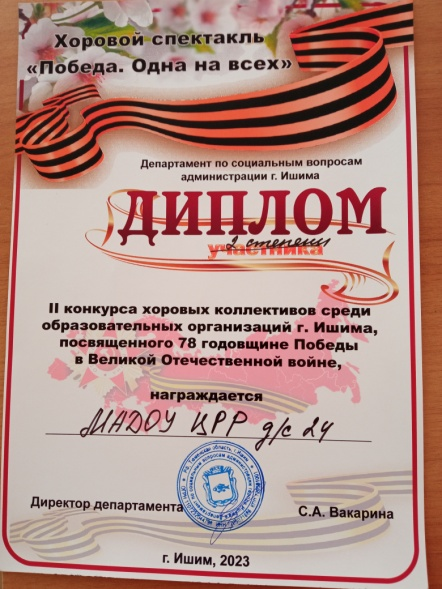 Хоровой спектакль
«Победа. Одна на всех»
Департамент по социальным вопросам
администрации г. Ишима
ДИПЛОМ
участника
2 степени
II конкурса хоровых коллективов среди
образовательных организаций г. Ишима,
посвященного 78 годовщине Победы
в Великой Отечественной войне,
награждается
МАДОУ ЦРР д/с 24
Директор департамента
С.А. Вакарина
г. Ишим, 2023